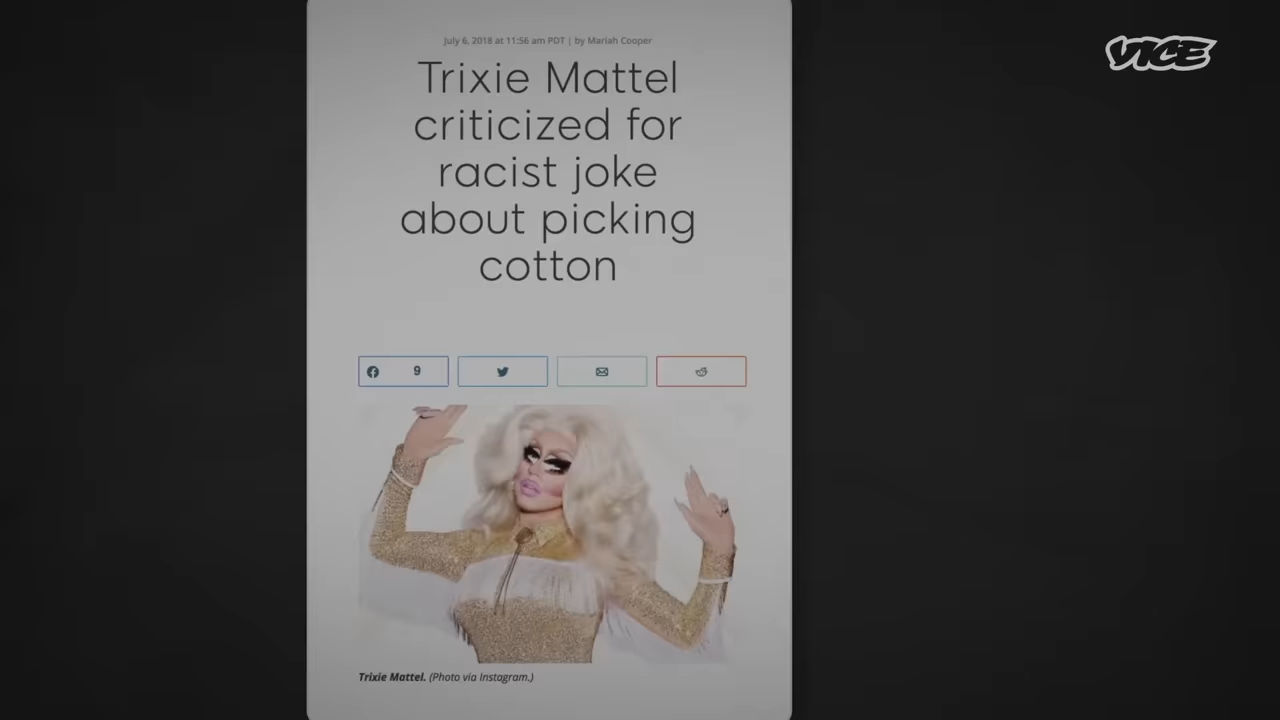 VICE
July 6, 2018 at 11:56 am PDT | by Mariah Cooper
Trixie Mattel
criticized for
racist joke
about picking
cotton
9
Trixie Mattel. (Photo via Instagram.)